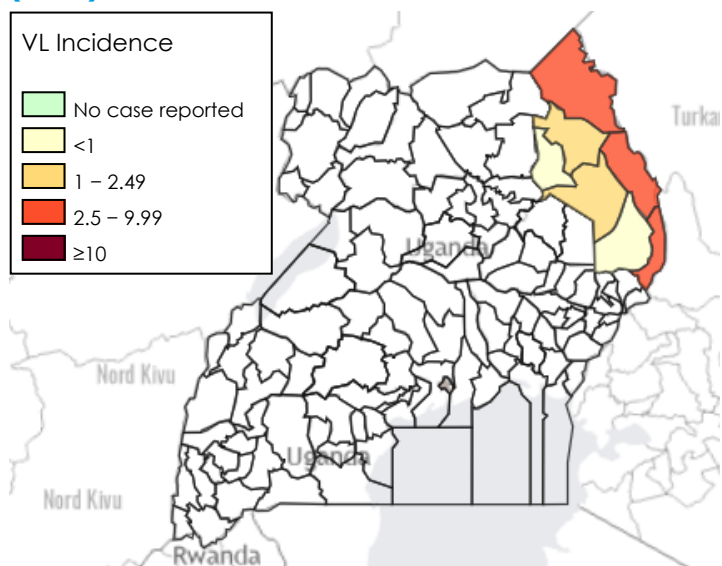 VL Incidence
No case reported
<1
1 – 2.49
2.5 – 9.99
≥10
Uganda
Nord Kivu
Uganda
Nord Kivu
Rwanda